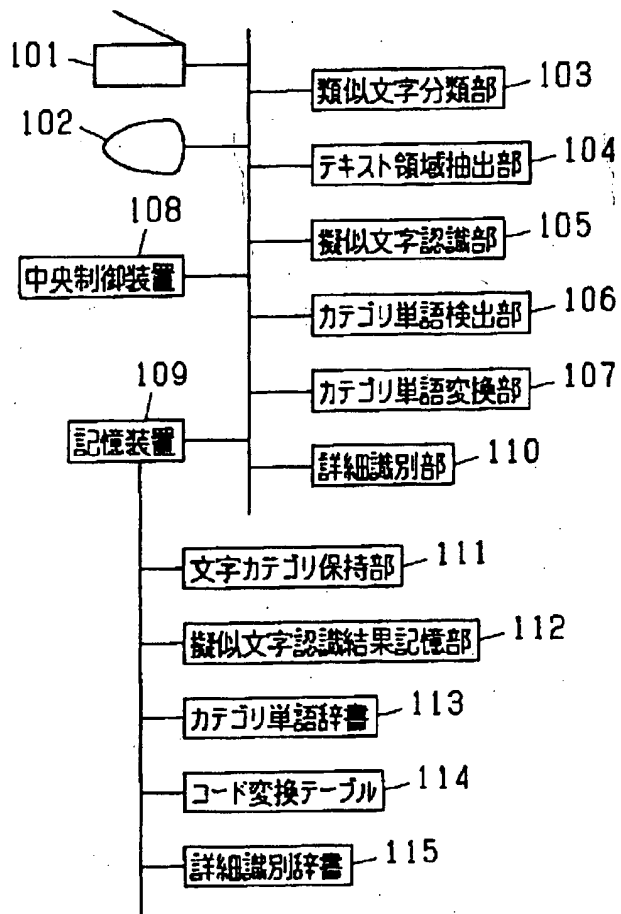 101
102
類似文字分類部 103
テキスト領域抽出部 104
108
擬似文字認識部 105
中央制御装置
カテゴリ単語検出部 106
109
カテゴリ単語変換部 107
記憶装置
詳細識別部 110
文字カテゴリ保持部 111
擬似文字認識結果記憶部 112
カテゴリ単語辞書 113
コード変換テーブル 114
詳細識別辞書 115